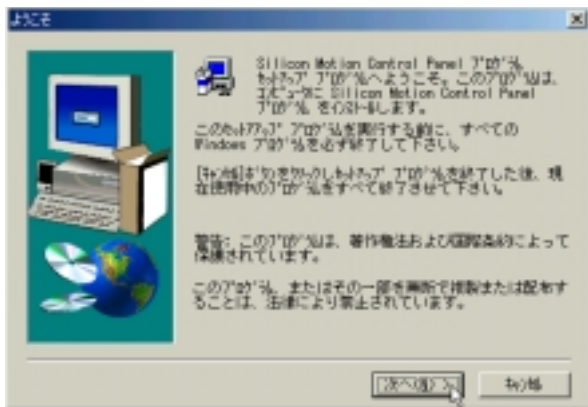 ようこそ
Silicon Motion Control Panel ﾌﾟﾛｸﾞﾗﾑ
ｾｯﾄｱｯﾌﾟ ﾌﾟﾛｸﾞﾗﾑへようこそ。このﾌﾟﾛｸﾞﾗﾑは、
ｺﾝﾋﾟｭｰﾀに Silicon Motion Control Panel
ﾌﾟﾛｸﾞﾗﾑ をｲﾝｽﾄｰﾙします。
このｾｯﾄｱｯﾌﾟ ﾌﾟﾛｸﾞﾗﾑを実行する前に、すべての
Windows ﾌﾟﾛｸﾞﾗﾑを必ず終了して下さい。
[ｷｬﾝｾﾙ]ﾎﾞﾀﾝをｸﾘｯｸしｾｯﾄｱｯﾌﾟ ﾌﾟﾛｸﾞﾗﾑを終了した後、現
在使用中のﾌﾟﾛｸﾞﾗﾑをすべて終了させて下さい。
警告: このﾌﾟﾛｸﾞﾗﾑは、著作権法および国際条約によって
保護されています。
このﾌﾟﾛｸﾞﾗﾑ、またはその一部を無断で複製または配布す
ることは、法律により禁止されています。
次へ(N) >
ｷｬﾝｾﾙ